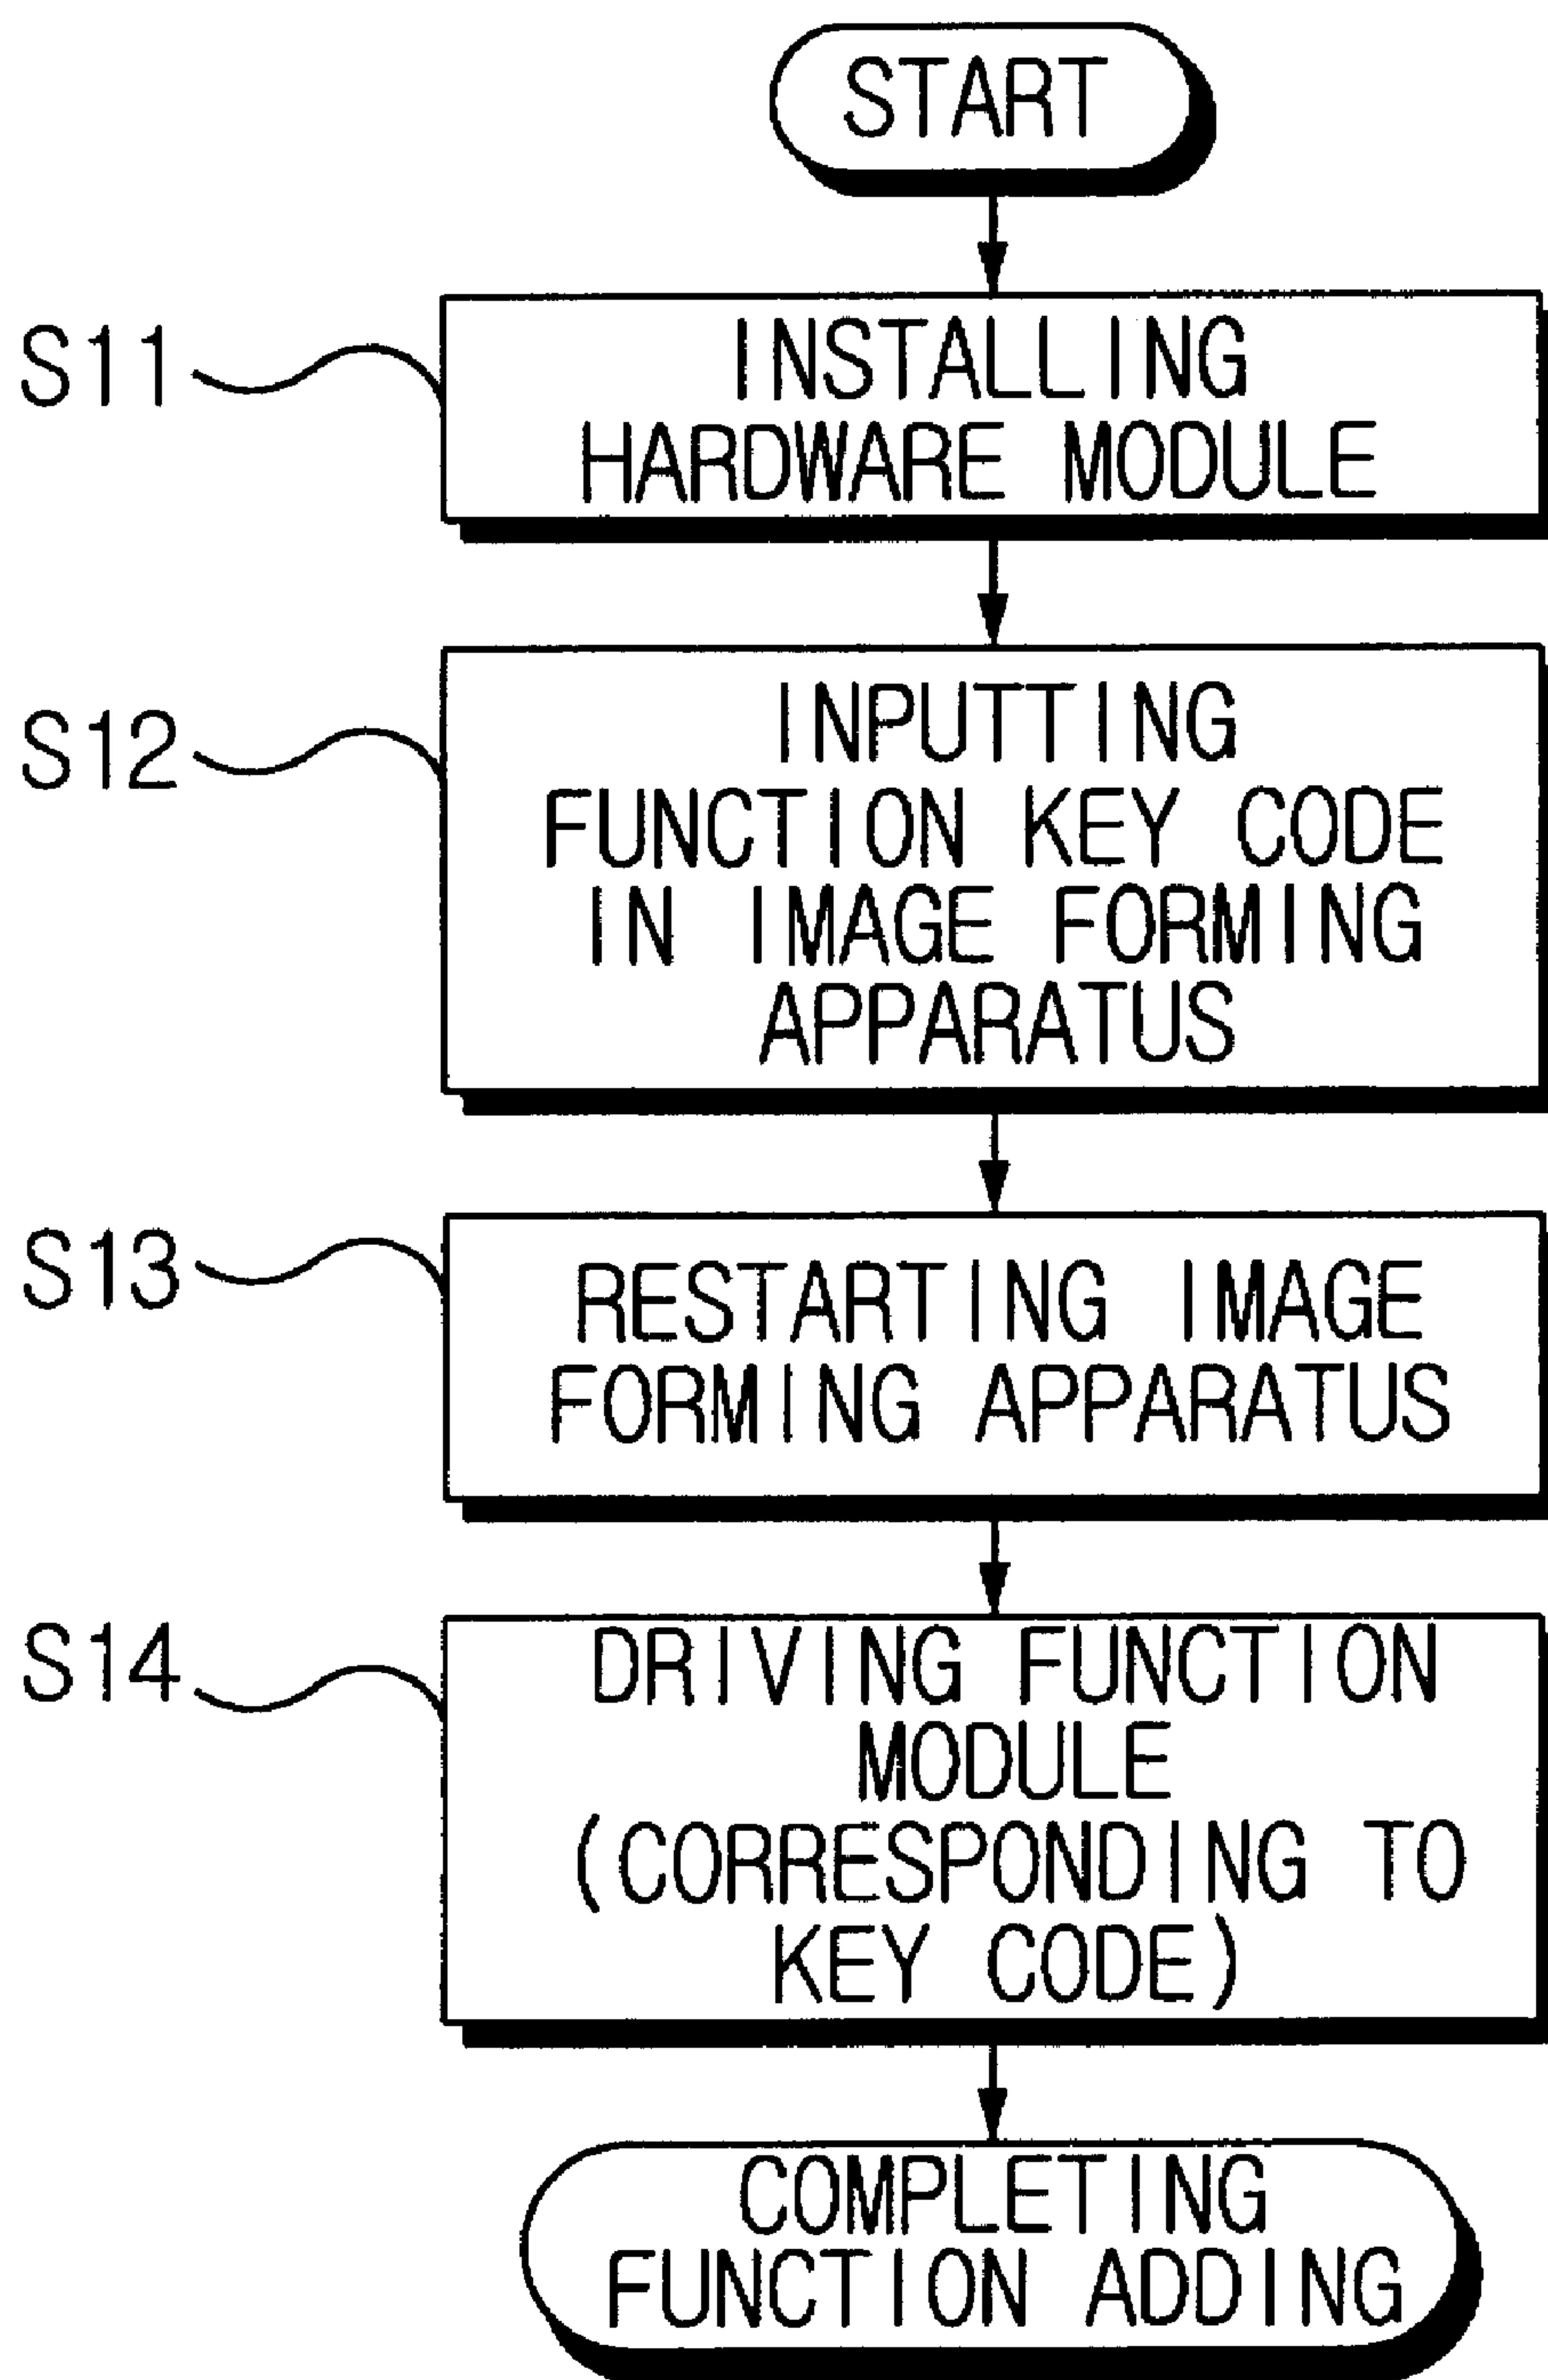 START
S11
INSTALLING
HARDWARE MODULE
S12
INPUTTING
FUNCTION KEY CODE
IN IMAGE FORMING
APPARATUS
S13
RESTARTING IMAGE
FORMING APPARATUS
S14
DRIVING FUNCTION
MODULE
(CORRESPONDING TO
KEY CODE)
COMPLETING
FUNCTION ADDING